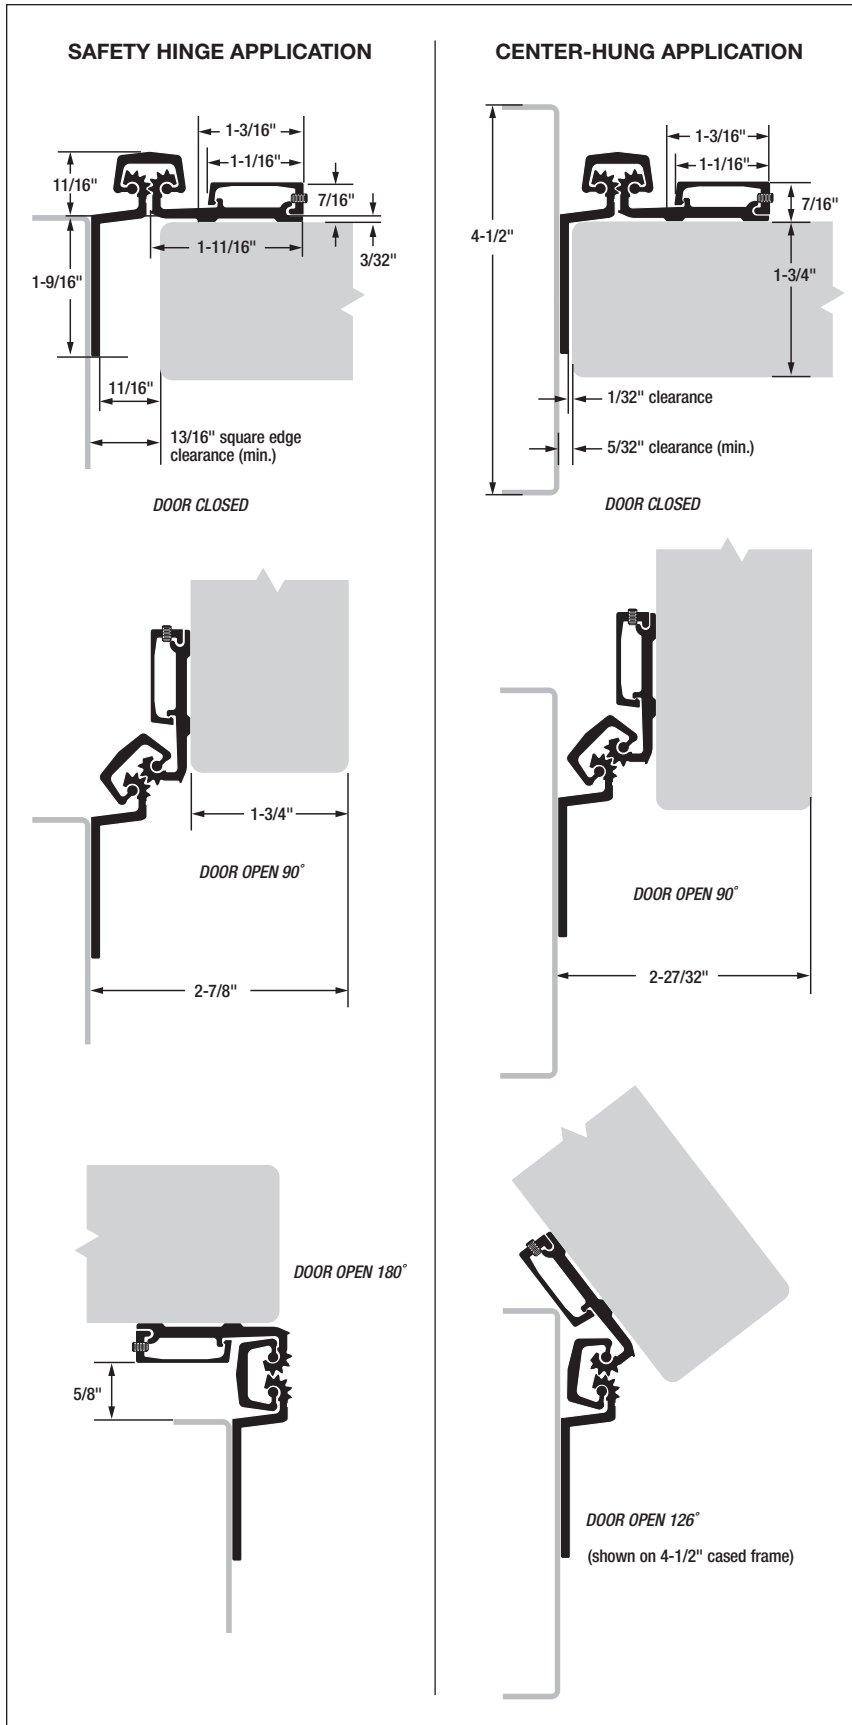 SAFETY HINGE APPLICATION
1-3/16"
1-1/16"
11/16"
7/16"
1-11/16"
3/32"
1-9/16"
11/16"
13/16" square edge
clearance (min.)
DOOR CLOSED
1-3/4"
DOOR OPEN 90°
2-7/8"
DOOR OPEN 180°
5/8"
CENTER-HUNG APPLICATION
1-3/16"
1-1/16"
7/16"
4-1/2"
1-3/4"
1/32" clearance
5/32" clearance (min.)
DOOR CLOSED
DOOR OPEN 90°
2-27/32"
DOOR OPEN 126°
(shown on 4-1/2" cased frame)